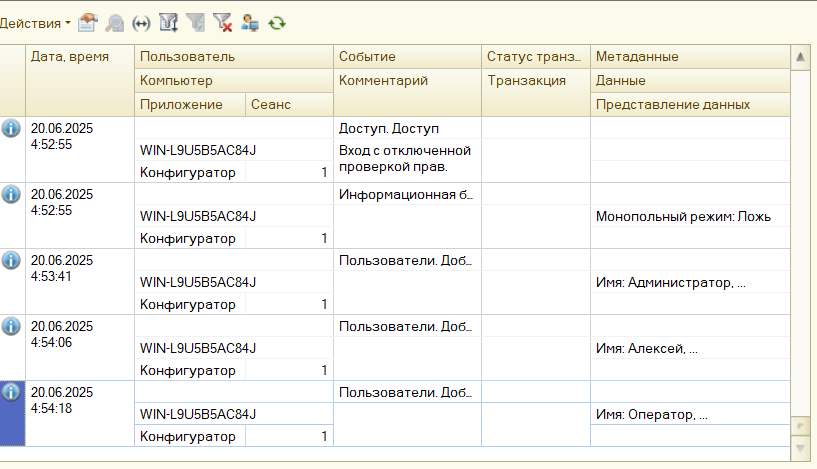 Действия
Дата, время Пользователь Событие Статус транз... Метаданные
Компьютер Комментарий Транзакция Данные
Приложение Сеанс Представление данных
20.06.2025 Доступ. Доступ
4:52:55 WIN-L9U5B5AC84J Вход с отключенной
проверкой прав.
Конфигуратор 1
20.06.2025 Информационная б...
4:52:55 WIN-L9U5B5AC84J Монопольный режим: Ложь
Конфигуратор 1
20.06.2025 Пользователи. Доб...
4:53:41 WIN-L9U5B5AC84J Имя: Администратор, ...
Конфигуратор 1
20.06.2025 Пользователи. Доб...
4:54:06 WIN-L9U5B5AC84J Имя: Алексей, ...
Конфигуратор 1
20.06.2025 Пользователи. Доб...
4:54:18 WIN-L9U5B5AC84J Имя: Оператор, ...
Конфигуратор 1